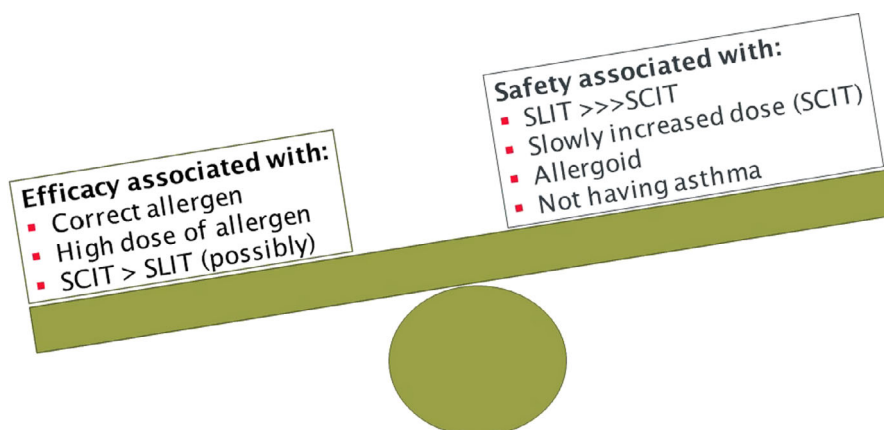 Efficacy associated with:
▪ Correct allergen
▪ High dose of allergen
▪ SCIT > SLIT (possibly)
Safety associated with:
▪ SLIT >>>SCIT
▪ Slowly increased dose (SCIT)
▪ Allergoid
▪ Not having asthma